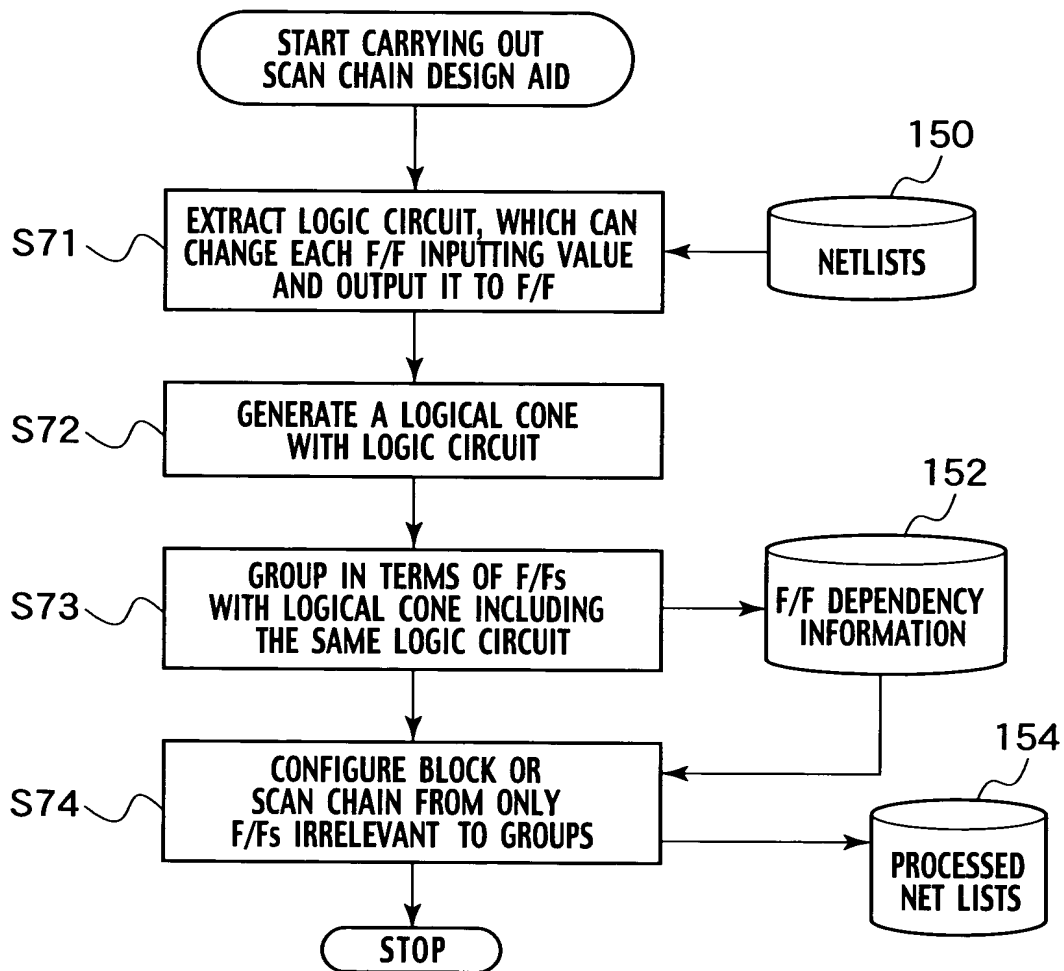 START CARRYING OUT
SCAN CHAIN DESIGN AID
150
S71
EXTRACT LOGIC CIRCUIT, WHICH CAN
CHANGE EACH F/F INPUTTING VALUE
AND OUTPUT IT TO F/F
NETLISTS
S72
GENERATE A LOGICAL CONE
WITH LOGIC CIRCUIT
152
S73
GROUP IN TERMS OF F/Fs
WITH LOGICAL CONE INCLUDING
THE SAME LOGIC CIRCUIT
F/F DEPENDENCY
INFORMATION
154
S74
CONFIGURE BLOCK OR
SCAN CHAIN FROM ONLY
F/Fs IRRELEVANT TO GROUPS
PROCESSED
NET LISTS
STOP